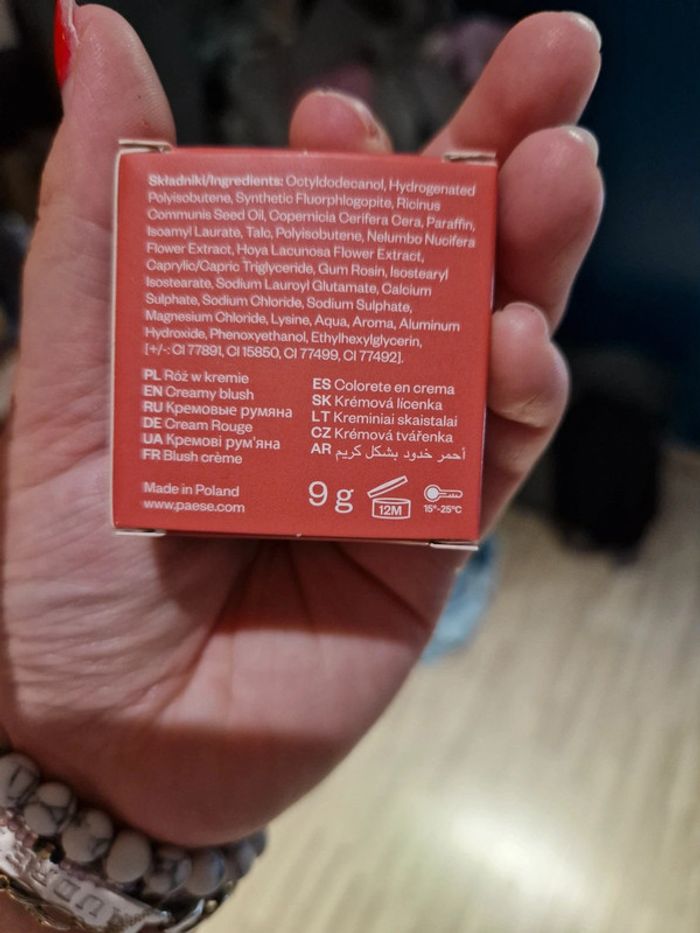 Składniki/Ingredients: Octyldodecanol, Hydrogenated
Polyisobutene, Synthetic Fluorphlogopite, Ricinus
Communis Seed Oil, Copernicia Cerifera Cera, Paraffin,
Isoamyl Laurate, Talc, Polyisobutene, Nelumbo Nucifera
Flower Extract, Hoya Lacunosa Flower Extract,
Caprylic/Capric Triglyceride, Gum Rosin, Isostearyl
Isostearate, Sodium Lauroyl Glutamate, Calcium
Sulphate, Sodium Chloride, Sodium Sulphate,
Magnesium Chloride, Lysine, Aqua, Aroma, Aluminum
Hydroxide, Phenoxyethanol, Ethylhexylglycerin,
[+/-: CI 77891, CI 15850, CI 77499, CI 77492].
PL Róż w kremie
EN Creamy blush
RU Кремовые румяна
DE Cream Rouge
UA Кремові рум'яна
FR Blush crème
ES Colorete en crema
SK Krémová lícenka
LT Kreminiai skaistalai
CZ Krémová tvářenka
AR أحمر خدود بشكل كريم
Made in Poland
www.paese.com
9 g
12M
15°-25°C